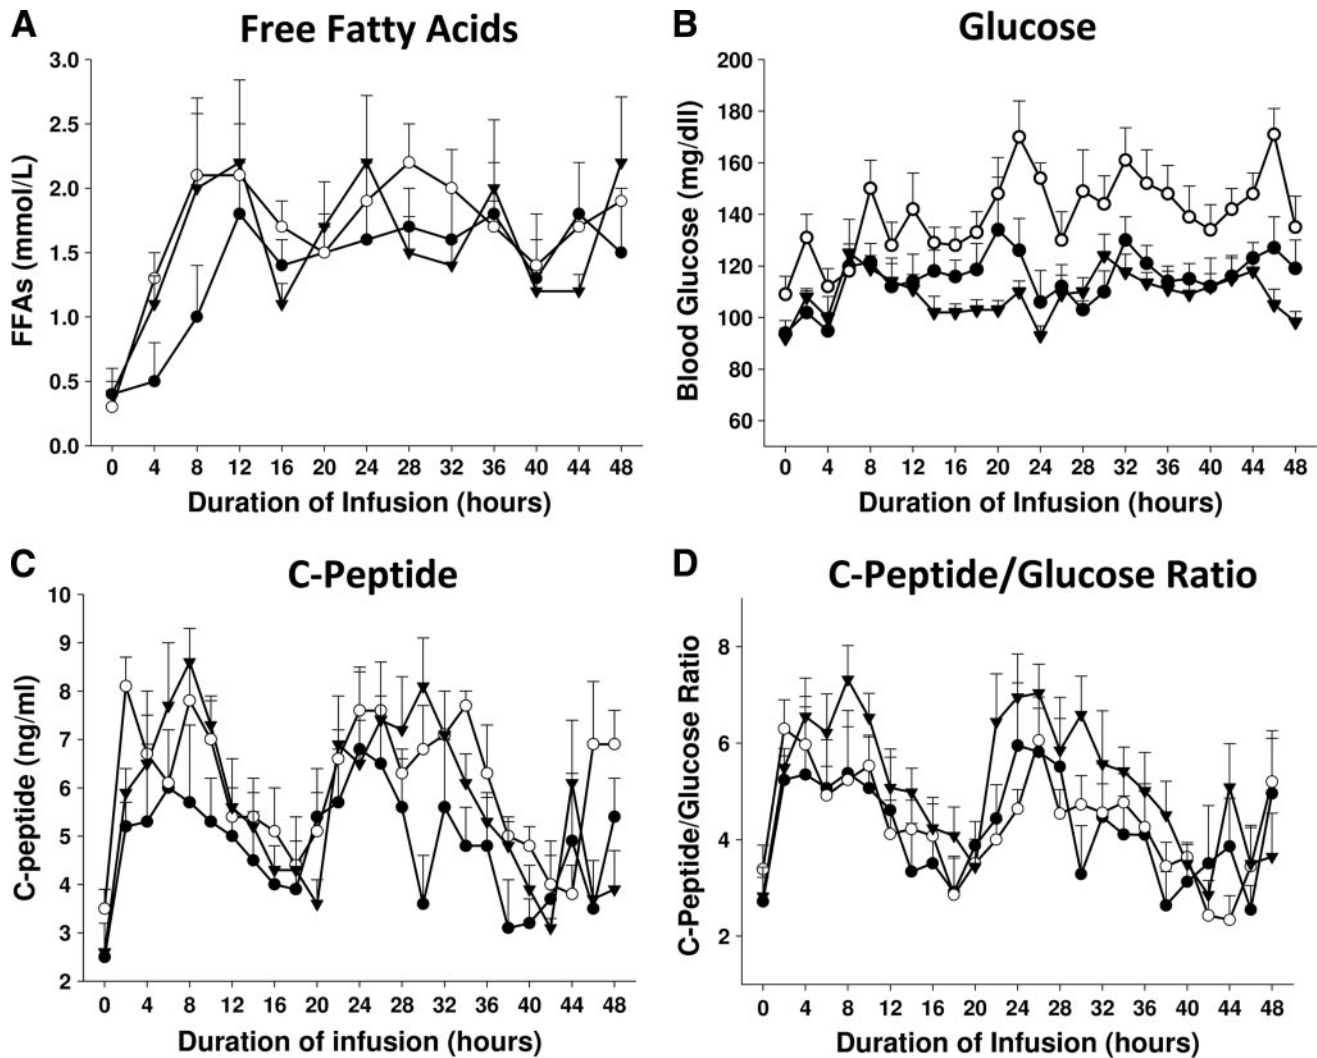 A Free Fatty Acids
3.0
2.5
2.0
1.5
1.0
0.5
0.0
FFAs (mmol/L)
0 4 8 12 16 20 24 28 32 36 40 44 48
Duration of Infusion (hours)
B Glucose
200
180
160
140
120
100
80
60
Blood Glucose (mg/dll)
0 4 8 12 16 20 24 28 32 36 40 44 48
Duration of Infusion (hours)
C C-Peptide
10
9
8
7
6
5
4
3
2
C-peptide (ng/ml)
0 4 8 12 16 20 24 28 32 36 40 44 48
Duration of infusion (hours)
D C-Peptide/Glucose Ratio
8
6
4
2
C-Peptide/Glucose Ratio
0 4 8 12 16 20 24 28 32 36 40 44 48
Duration of Infusion (hours)